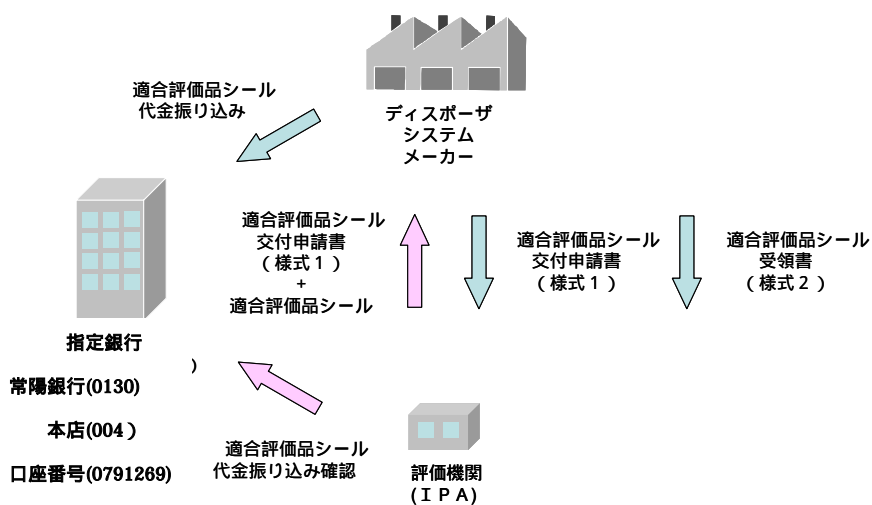 適合評価品シール
代金振り込み
ディスポーザ
システム
メーカー
適合評価品シール
交付申請書
(様式１)
+
適合評価品シール
適合評価品シール
交付申請書
(様式１)
適合評価品シール
受領書
(様式２)
指定銀行
)
常陽銀行(0130)
本店(004)
口座番号(0791269)
適合評価品シール
代金振り込み確認
評価機関
(ＩＰＡ)